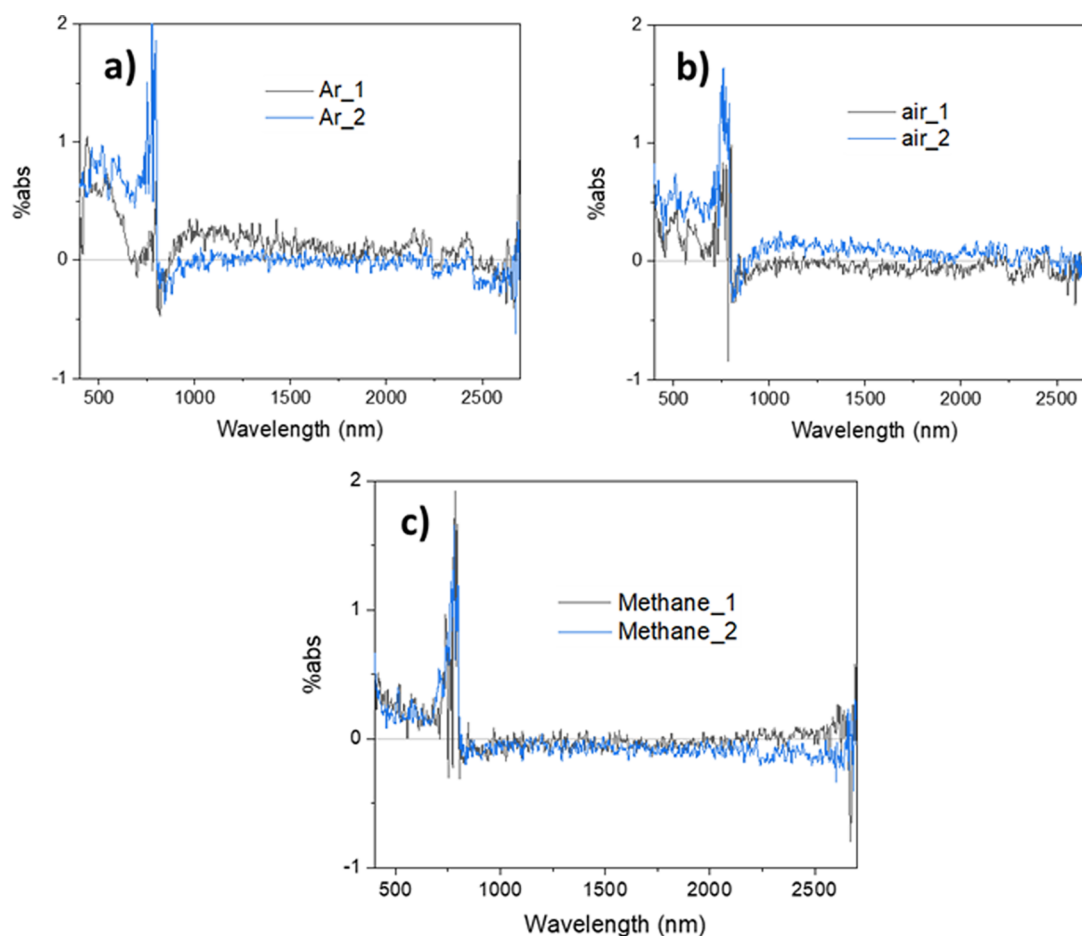 2
a)
Ar_1
Ar_2
1
%abs
0
-1
500 1000 1500 2000 2500
Wavelength (nm)
2
b)
air_1
air_2
1
%abs
0
-1
500 1000 1500 2000 2500
Wavelength (nm)
2
c)
Methane_1
Methane_2
1
%abs
0
-1
500 1000 1500 2000 2500
Wavelength (nm)